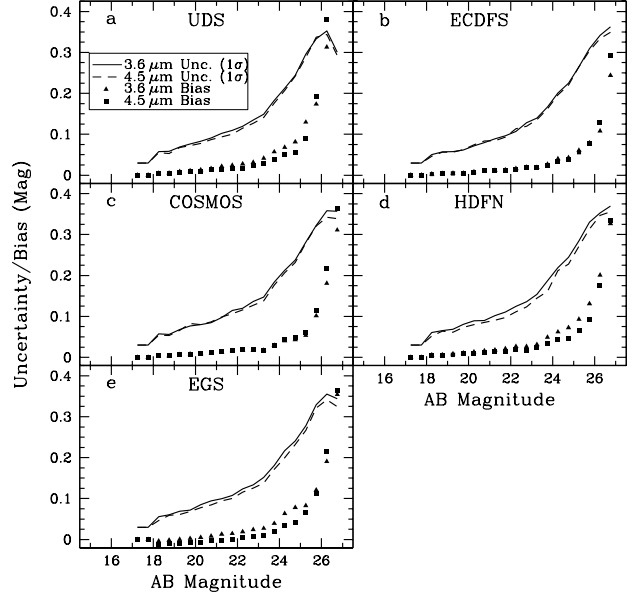 a UDS
0.4
0.3
0.2
0.1
0
3.6 μm Unc. (1σ)
4.5 μm Unc. (1σ)
3.6 μm Bias
4.5 μm Bias
b ECDFS
c COSMOS
0.4
0.3
0.2
0.1
0
d HDFN
16 18 20 22 24 26
AB Magnitude
e EGS
0.4
0.3
0.2
0.1
0
16 18 20 22 24 26
AB Magnitude
Uncertainty/Bias (Mag)